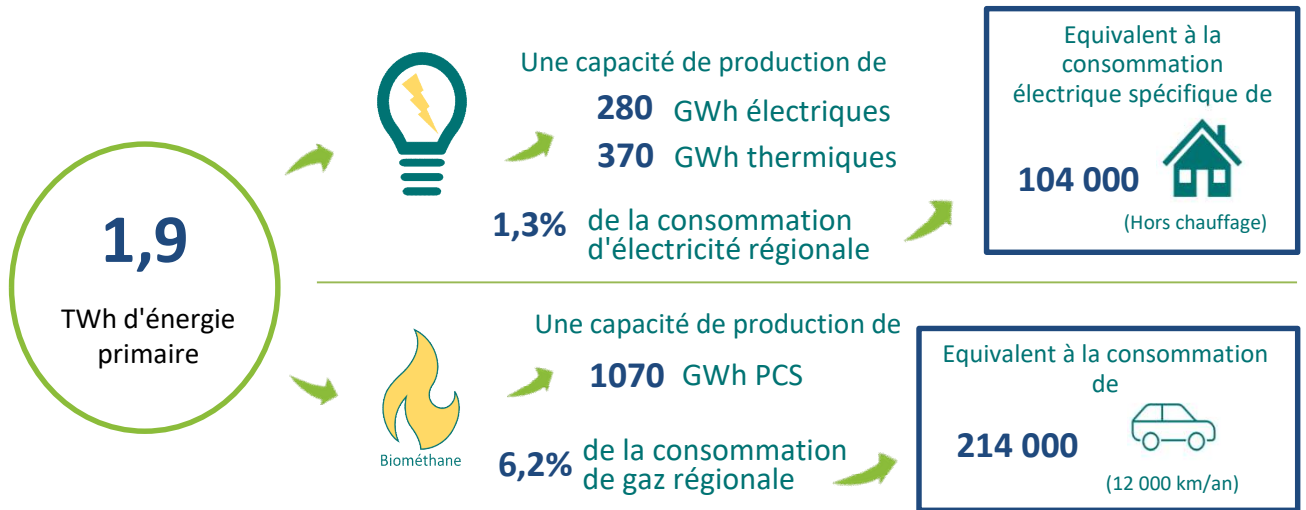 1,9
TWh d'énergie
primaire
Une capacité de production de
280 GWh électriques
370 GWh thermiques
1,3% de la consommation
d'électricité régionale
Equivalent à la
consommation
électrique spécifique de
104 000
(Hors chauffage)
Biométhane
Une capacité de production de
1070 GWh PCS
6,2% de la consommation
de gaz régionale
Equivalent à la consommation
de
214 000
(12 000 km/an)